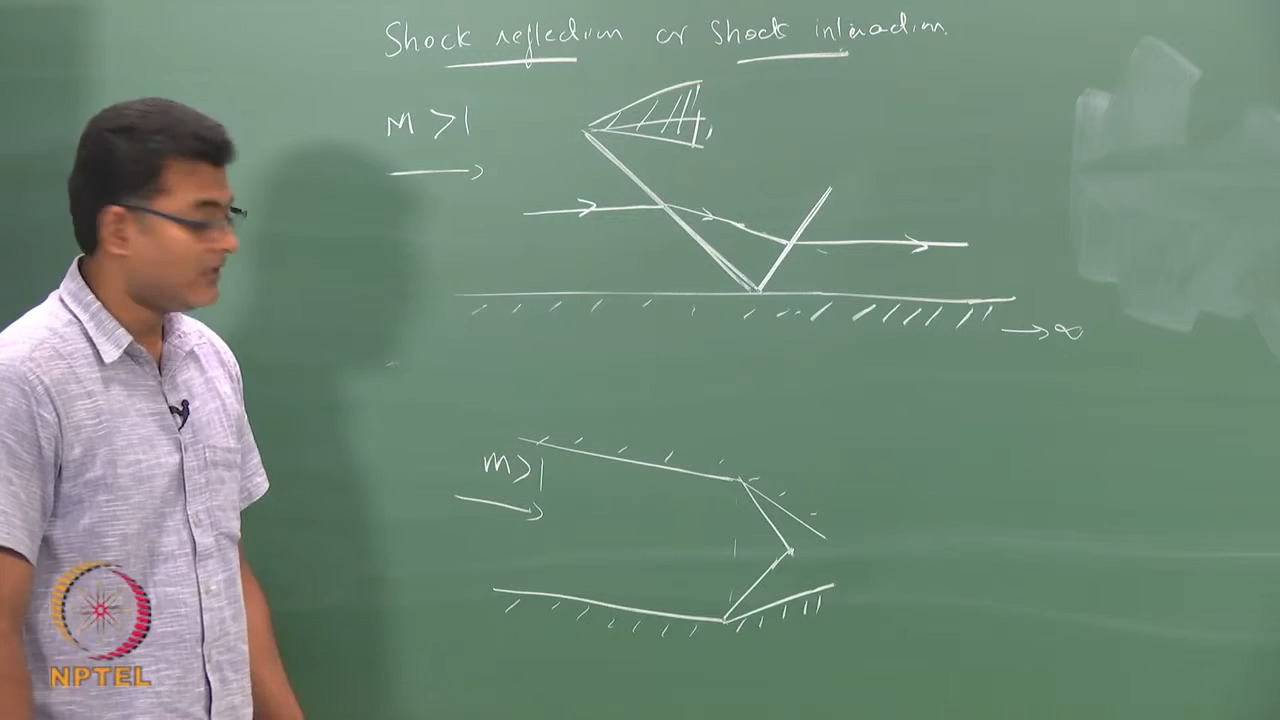 Shock reflection or Shock interaction.
M > 1
→ ∞
M > 1
NPTEL